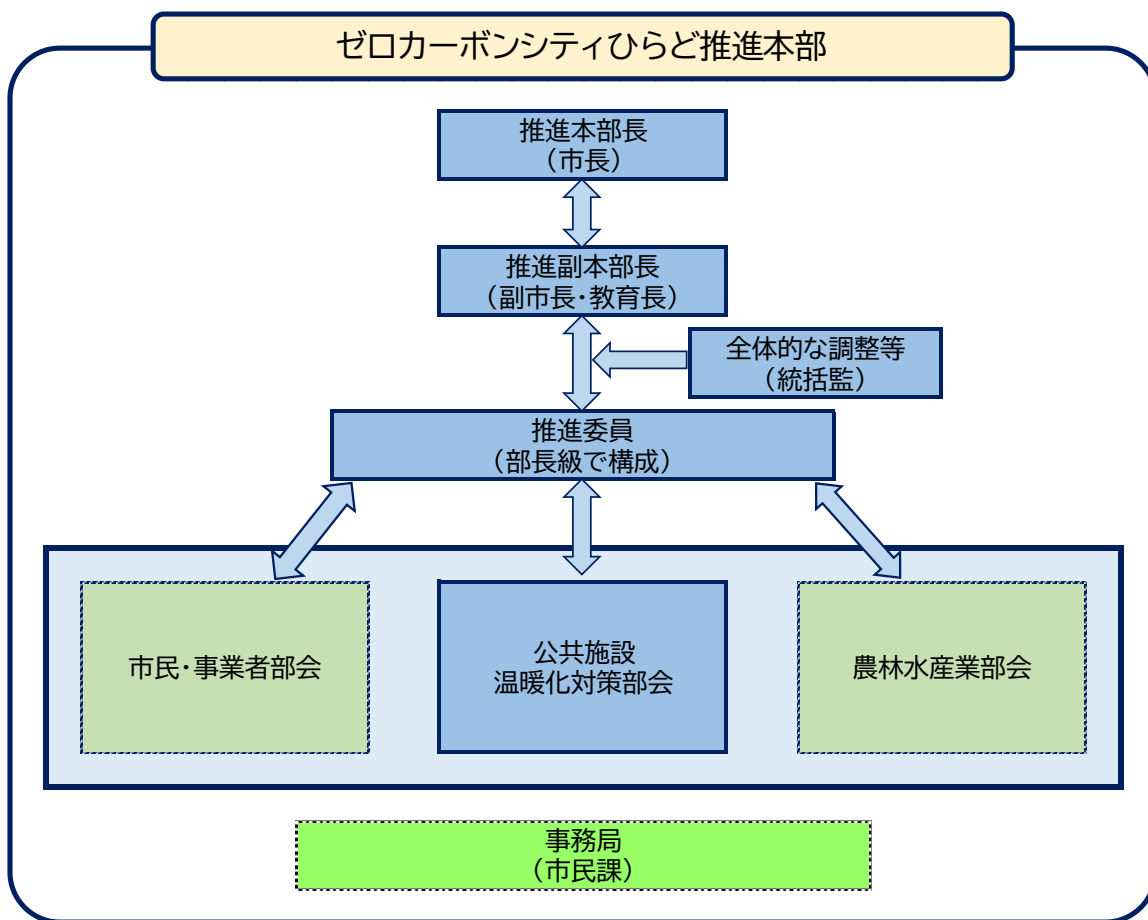 ゼロカーボンシティひらど推進本部
推進本部長
（市長）
推進副本部長
（副市長・教育長）
全体的な調整等
（統括監）
推進委員
（部長級で構成）
市民・事業者部会
公共施設
温暖化対策部会
農林水産業部会
事務局
（市民課）